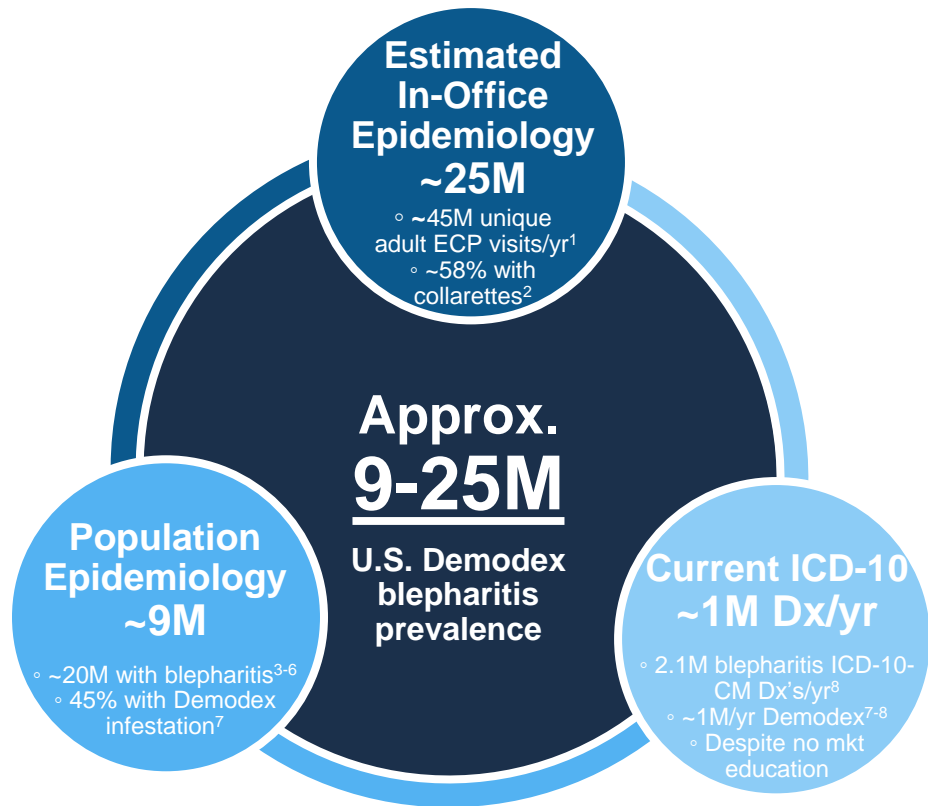 Estimated
In-Office
Epidemiology
~25M
◦ ~45M unique
adult ECP visits/yr1
◦ ~58% with
collarettes2
Approx.
9-25M
U.S. Demodex
blepharitis
prevalence
Population
Epidemiology
~9M
◦ ~20M with blepharitis3-6
◦ 45% with Demodex
infestation7
Current ICD-10
~1M Dx/yr
◦ 2.1M blepharitis ICD-10-
CM Dx's/yr8
◦ ~1M/yr Demodex7-8
◦ Despite no mkt
education